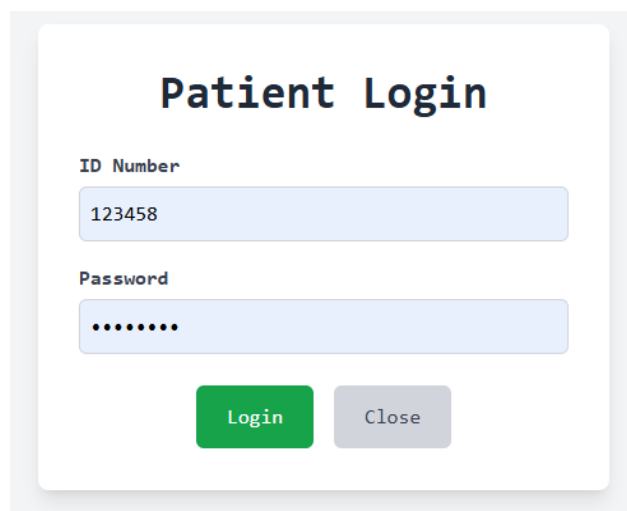 Patient Login
ID Number
123458
Password
••••••••
Login Close